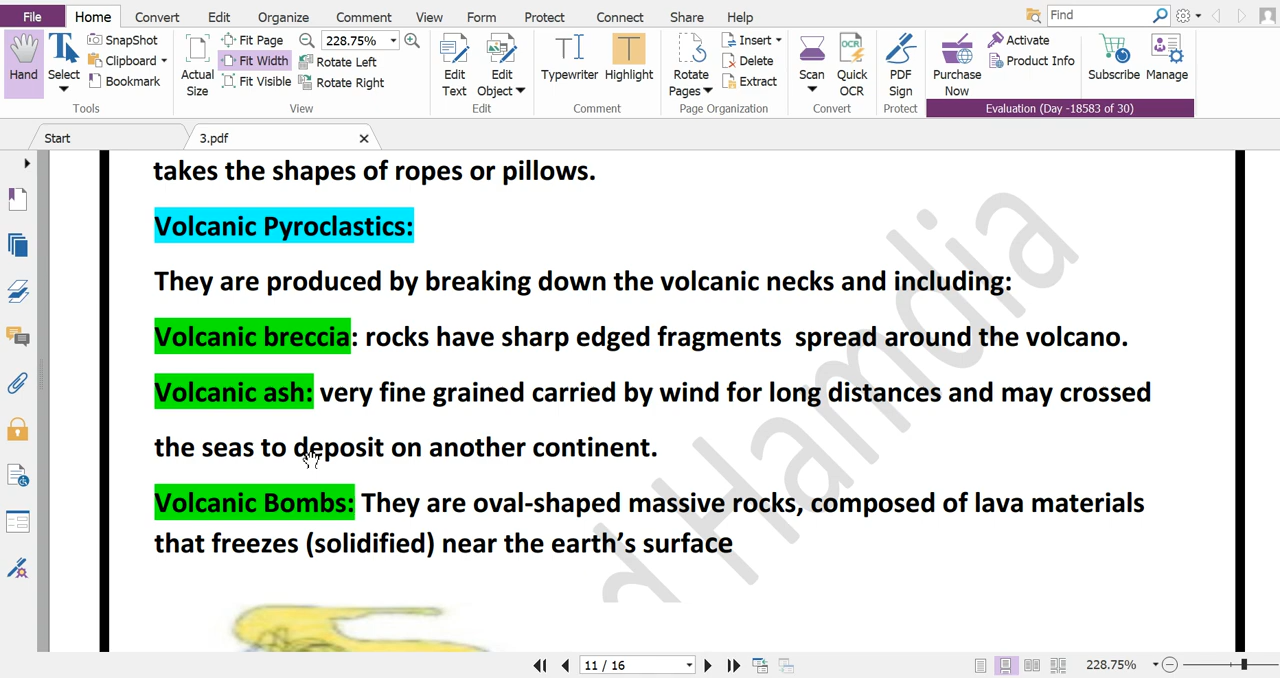 File Home Convert Edit Organize Comment View Form Protect Connect Share Help Find
Hand Select SnapShot Clipboard Bookmark Tools
Actual Size Fit Page Fit Width Fit Visible 228.75% Rotate Left Rotate Right View
Edit Text Edit Object Edit
Typewriter Highlight Comment
Rotate Pages Insert Delete Extract Page Organization
Scan Quick OCR Convert
PDF Sign Protect
Purchase Now Activate Product Info Subscribe Manage
Evaluation (Day -18583 of 30)
Start 3.pdf
takes the shapes of ropes or pillows.
Volcanic Pyroclastics:
They are produced by breaking down the volcanic necks and including:
Volcanic breccia: rocks have sharp edged fragments spread around the volcano.
Volcanic ash: very fine grained carried by wind for long distances and may crossed
the seas to deposit on another continent.
Volcanic Bombs: They are oval-shaped massive rocks, composed of lava materials
that freezes (solidified) near the earth's surface
Hamdia
11 / 16 228.75%